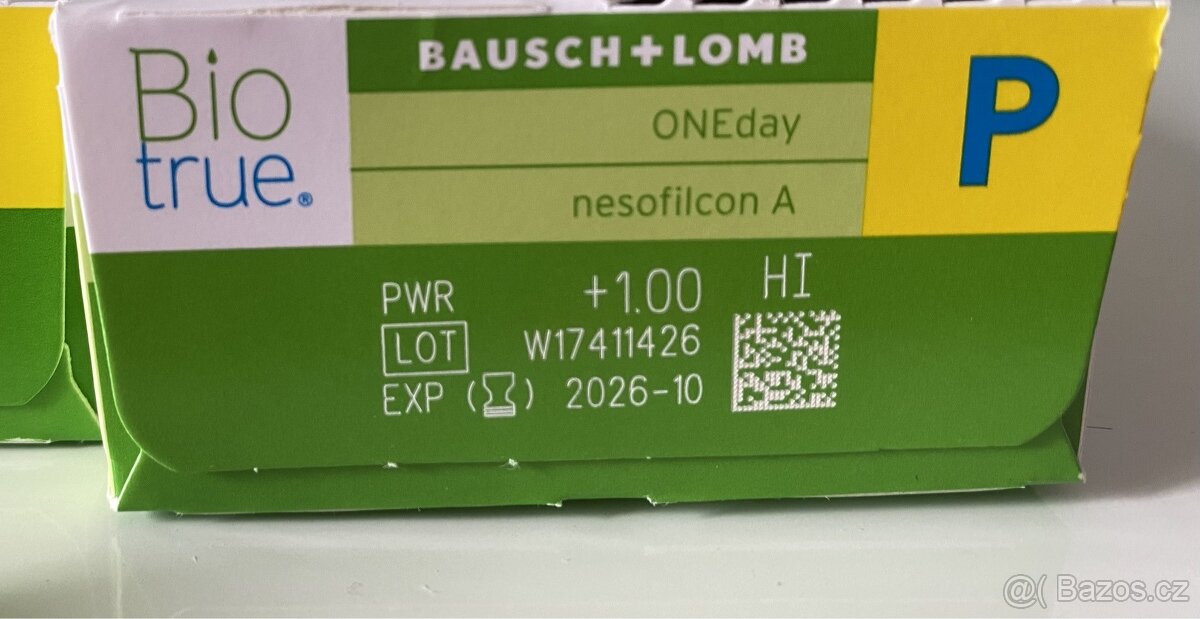 Bio
true®
BAUSCH+LOMB
ONEday
nesofilcon A
P
PWR +1.00 HI
LOT W17411426
EXP ( ) 2026-10
@( Bazos.cz